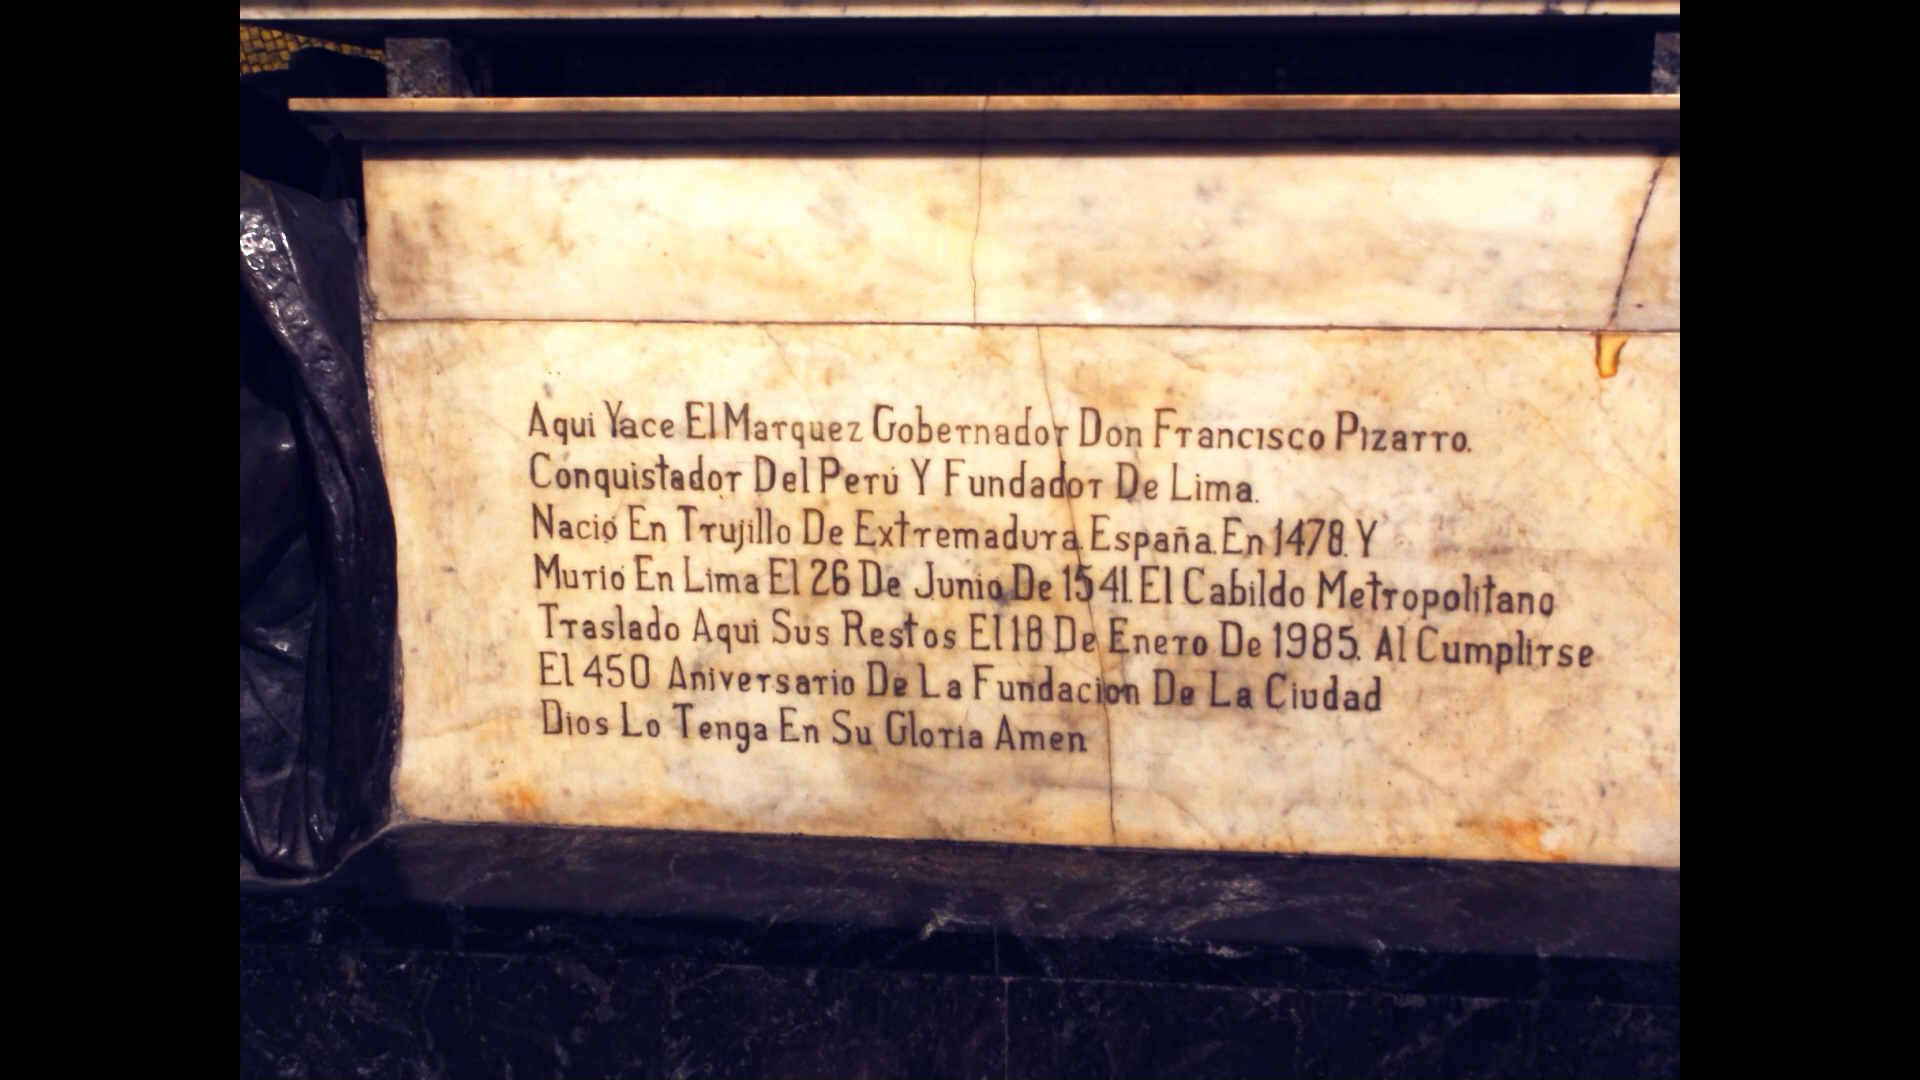 Aqui Yace El Marquez Gobernador Don Francisco Pizarro.
Conquistador Del Perú Y Fundador De Lima.
Nació En Trujillo De Extremadura. España. En 1478. Y
Murió En Lima El 26 De Junio De 1541. El Cabildo Metropolitano
Traslado Aqui Sus Restos El 18 De Enero De 1985. Al Cumplirse
El 450 Aniversario De La Fundacion De La Ciudad
Dios Lo Tenga En Su Gloria Amen